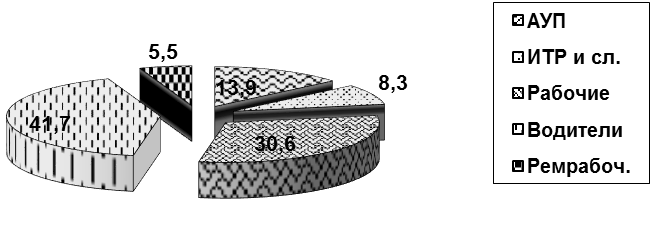 5,5
13,9
8,3
41,7
30,6
АУП
ИТР и сл.
Рабочие
Водители
Ремрабоч.